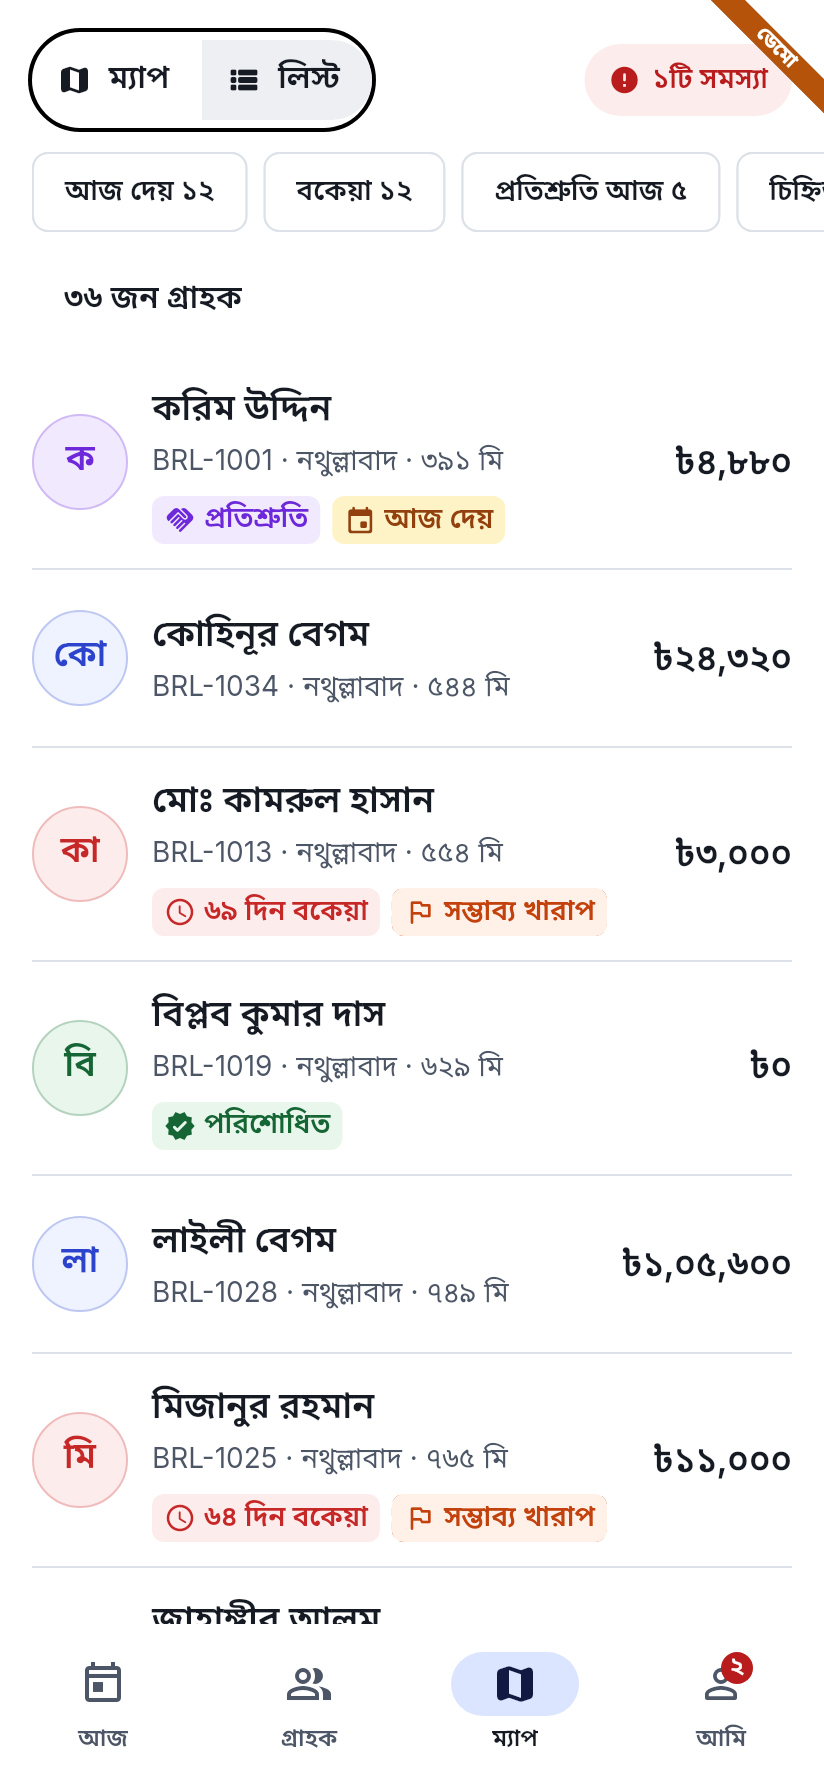 ম্যাপ
লিস্ট
১টি সমস্যা
ডেমো
আজ দেয় ১২
বকেয়া ১২
প্রতিশ্রুতি আজ ৫
৩৬ জন গ্রাহক
ক
করিম উদ্দিন
BRL-1001 · নথুল্লাবাদ · ৩৯১ মি
৳৪,৮৮০
প্রতিশ্রুতি
আজ দেয়
কো
কোহিনূর বেগম
BRL-1034 · নথুল্লাবাদ · ৫৪৪ মি
৳২৪,৩২০
কা
মোঃ কামরুল হাসান
BRL-1013 · নথুল্লাবাদ · ৫৫৪ মি
৳৩,০০০
৬৯ দিন বকেয়া
সম্ভাব্য খারাপ
বি
বিপ্লব কুমার দাস
BRL-1019 · নথুল্লাবাদ · ৬২৯ মি
৳০
পরিশোধিত
লা
লাইলী বেগম
BRL-1028 · নথুল্লাবাদ · ৭৪৯ মি
৳১,০৫,৬০০
মি
মিজানুর রহমান
BRL-1025 · নথুল্লাবাদ · ৭৬৫ মি
৳১১,০০০
৬৪ দিন বকেয়া
সম্ভাব্য খারাপ
জাহাঙ্গীর আলম
আজ
গ্রাহক
ম্যাপ
২
আমি